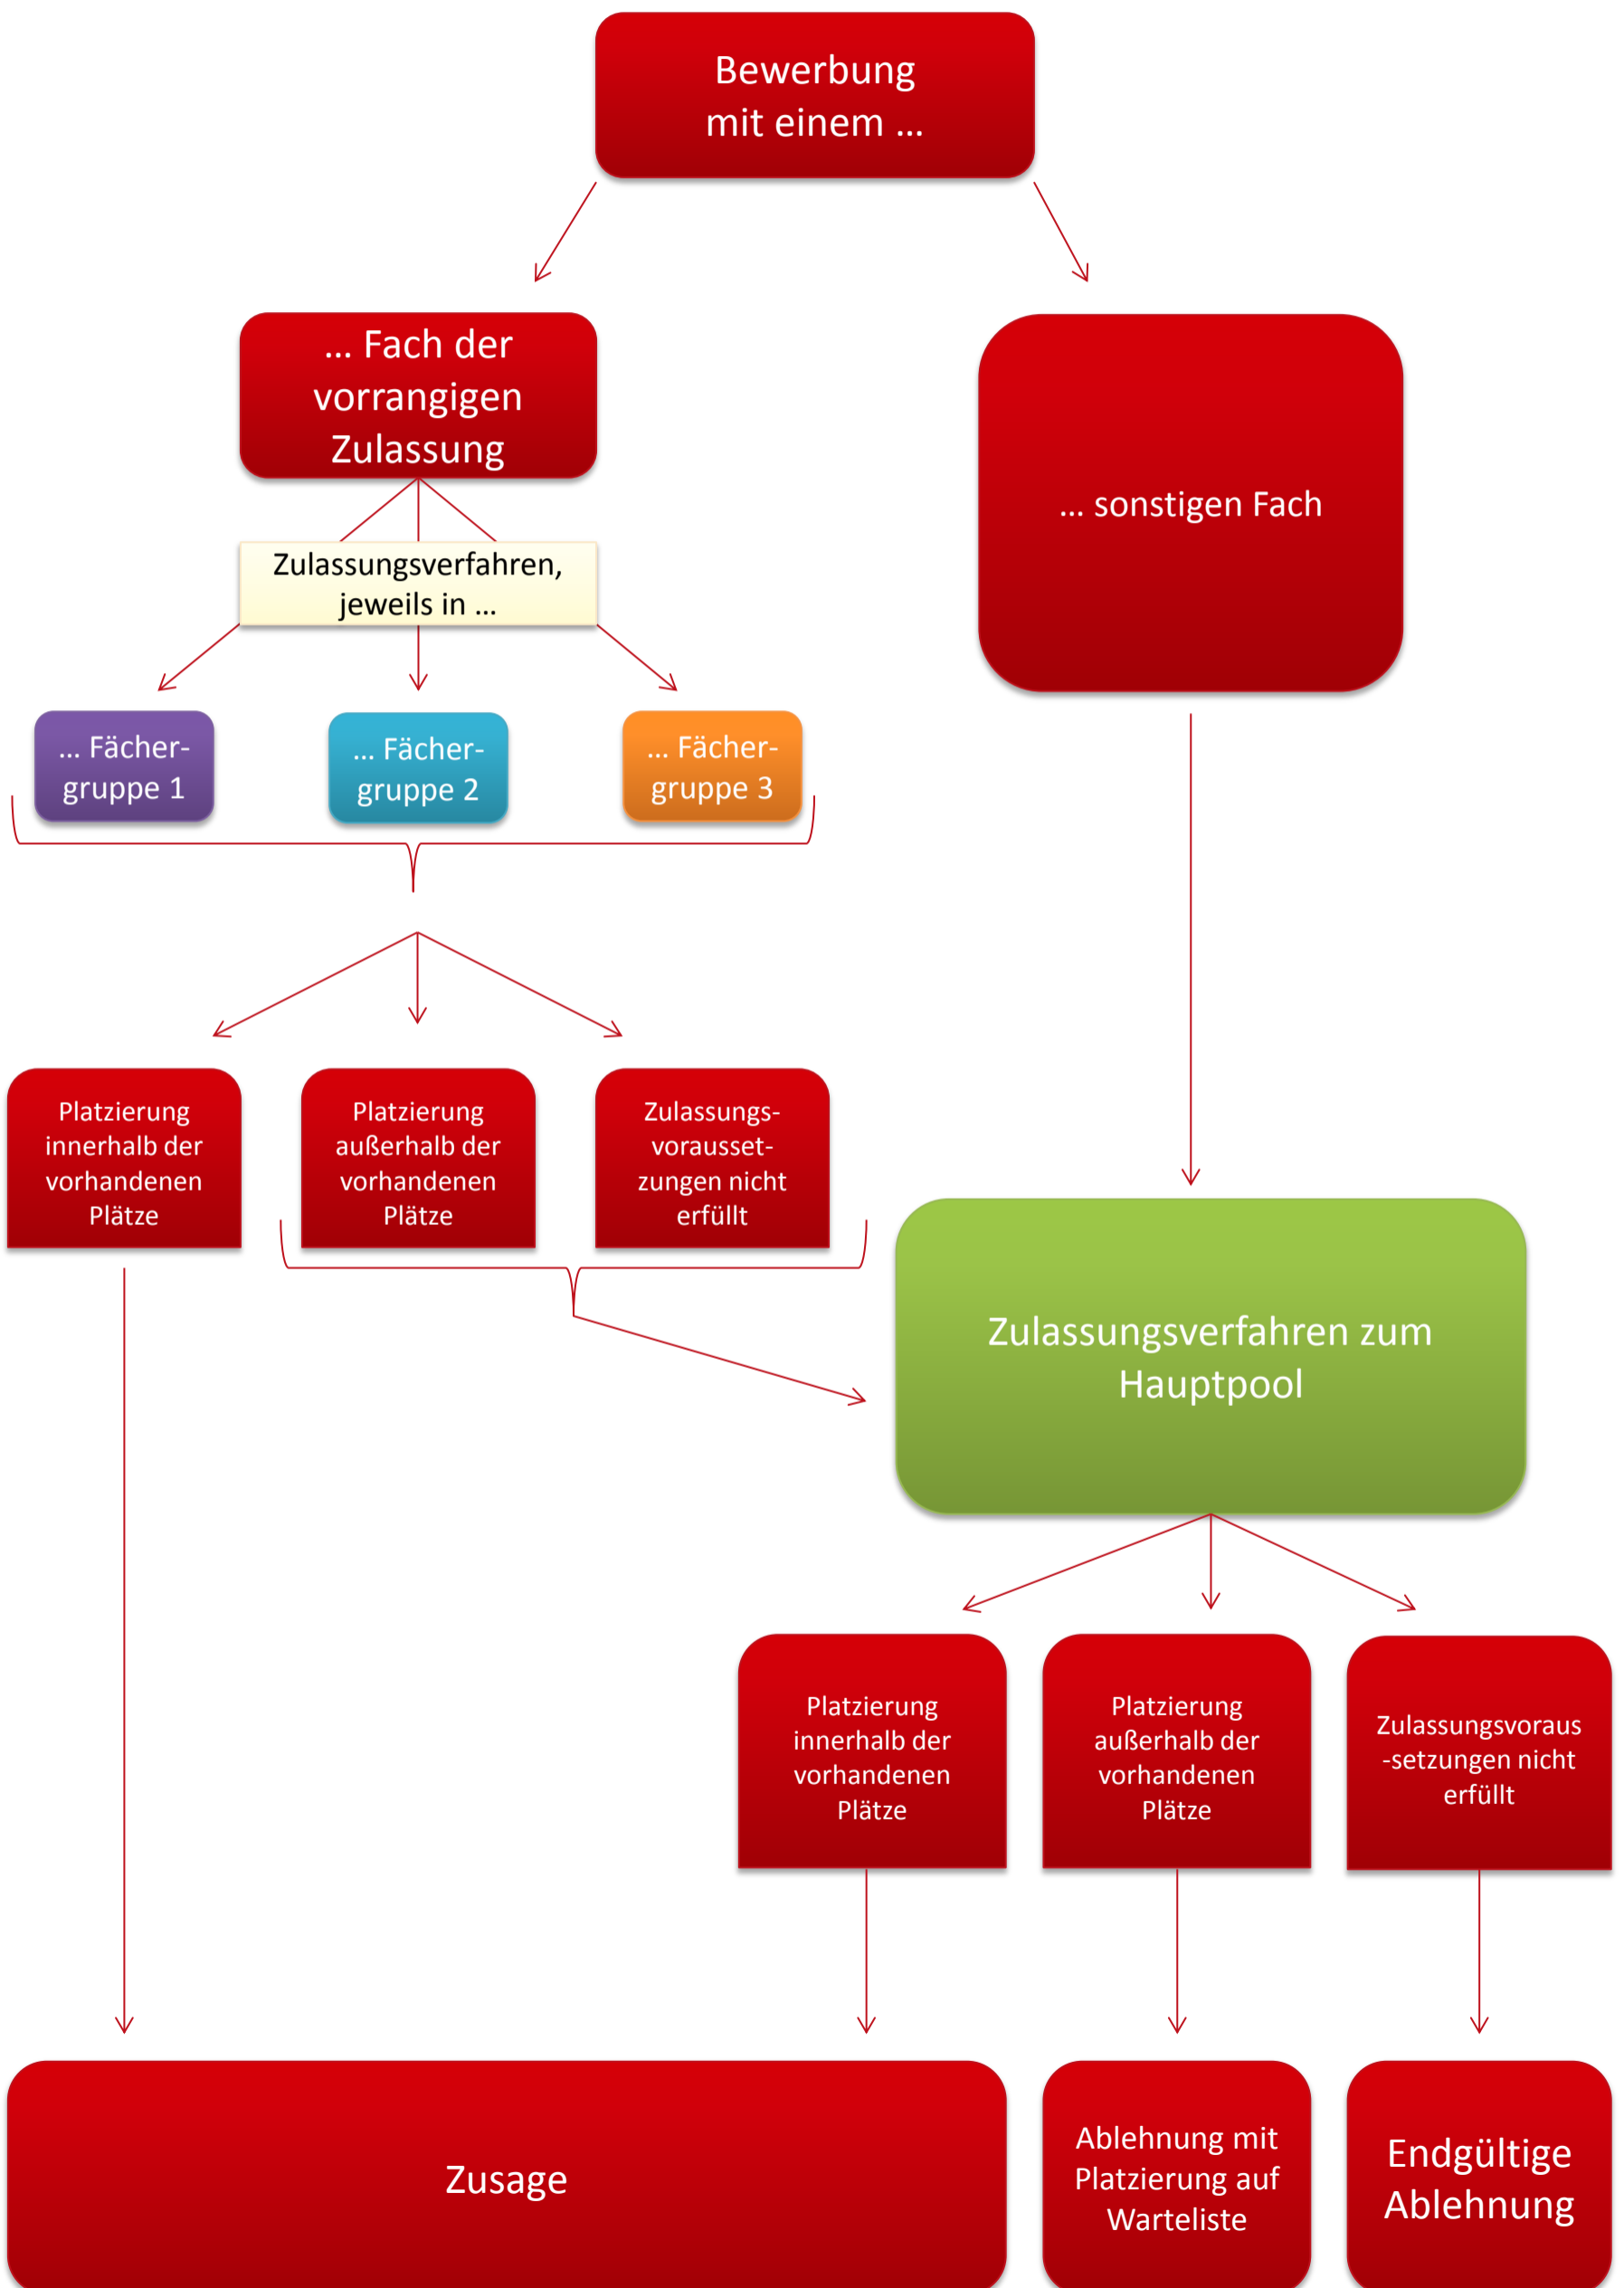 Bewerbung
mit einem ...
... Fach der
vorrangigen
Zulassung
... sonstigen Fach
Zulassungsverfahren,
jeweils in ...
... Fächer-
gruppe 1
... Fächer-
gruppe 2
... Fächer-
gruppe 3
Platzierung
innerhalb der
vorhandenen
Plätze
Platzierung
außerhalb der
vorhandenen
Plätze
Zulassungs-
vorausset-
zungen nicht
erfüllt
Zulassungsverfahren zum
Hauptpool
Platzierung
innerhalb der
vorhandenen
Plätze
Platzierung
außerhalb der
vorhandenen
Plätze
Zulassungsvoraus
-setzungen nicht
erfüllt
Zusage
Ablehnung mit
Platzierung auf
Warteliste
Endgültige
Ablehnung